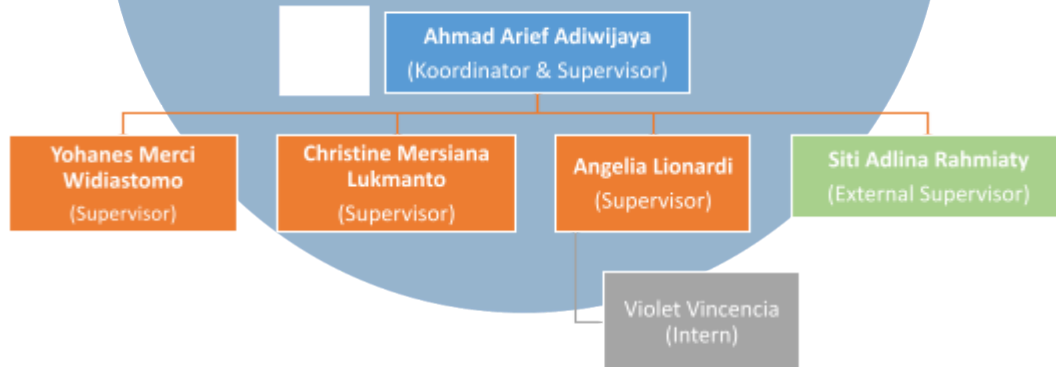 Ahmad Arief Adiwijaya
(Koordinator & Supervisor)
Yohanes Merci
Widiastomo
(Supervisor)
Christine Mersiana
Lukmanto
(Supervisor)
Angelia Lionardi
(Supervisor)
Siti Adlina Rahmiaty
(External Supervisor)
Violet Vincencia
(Intern)